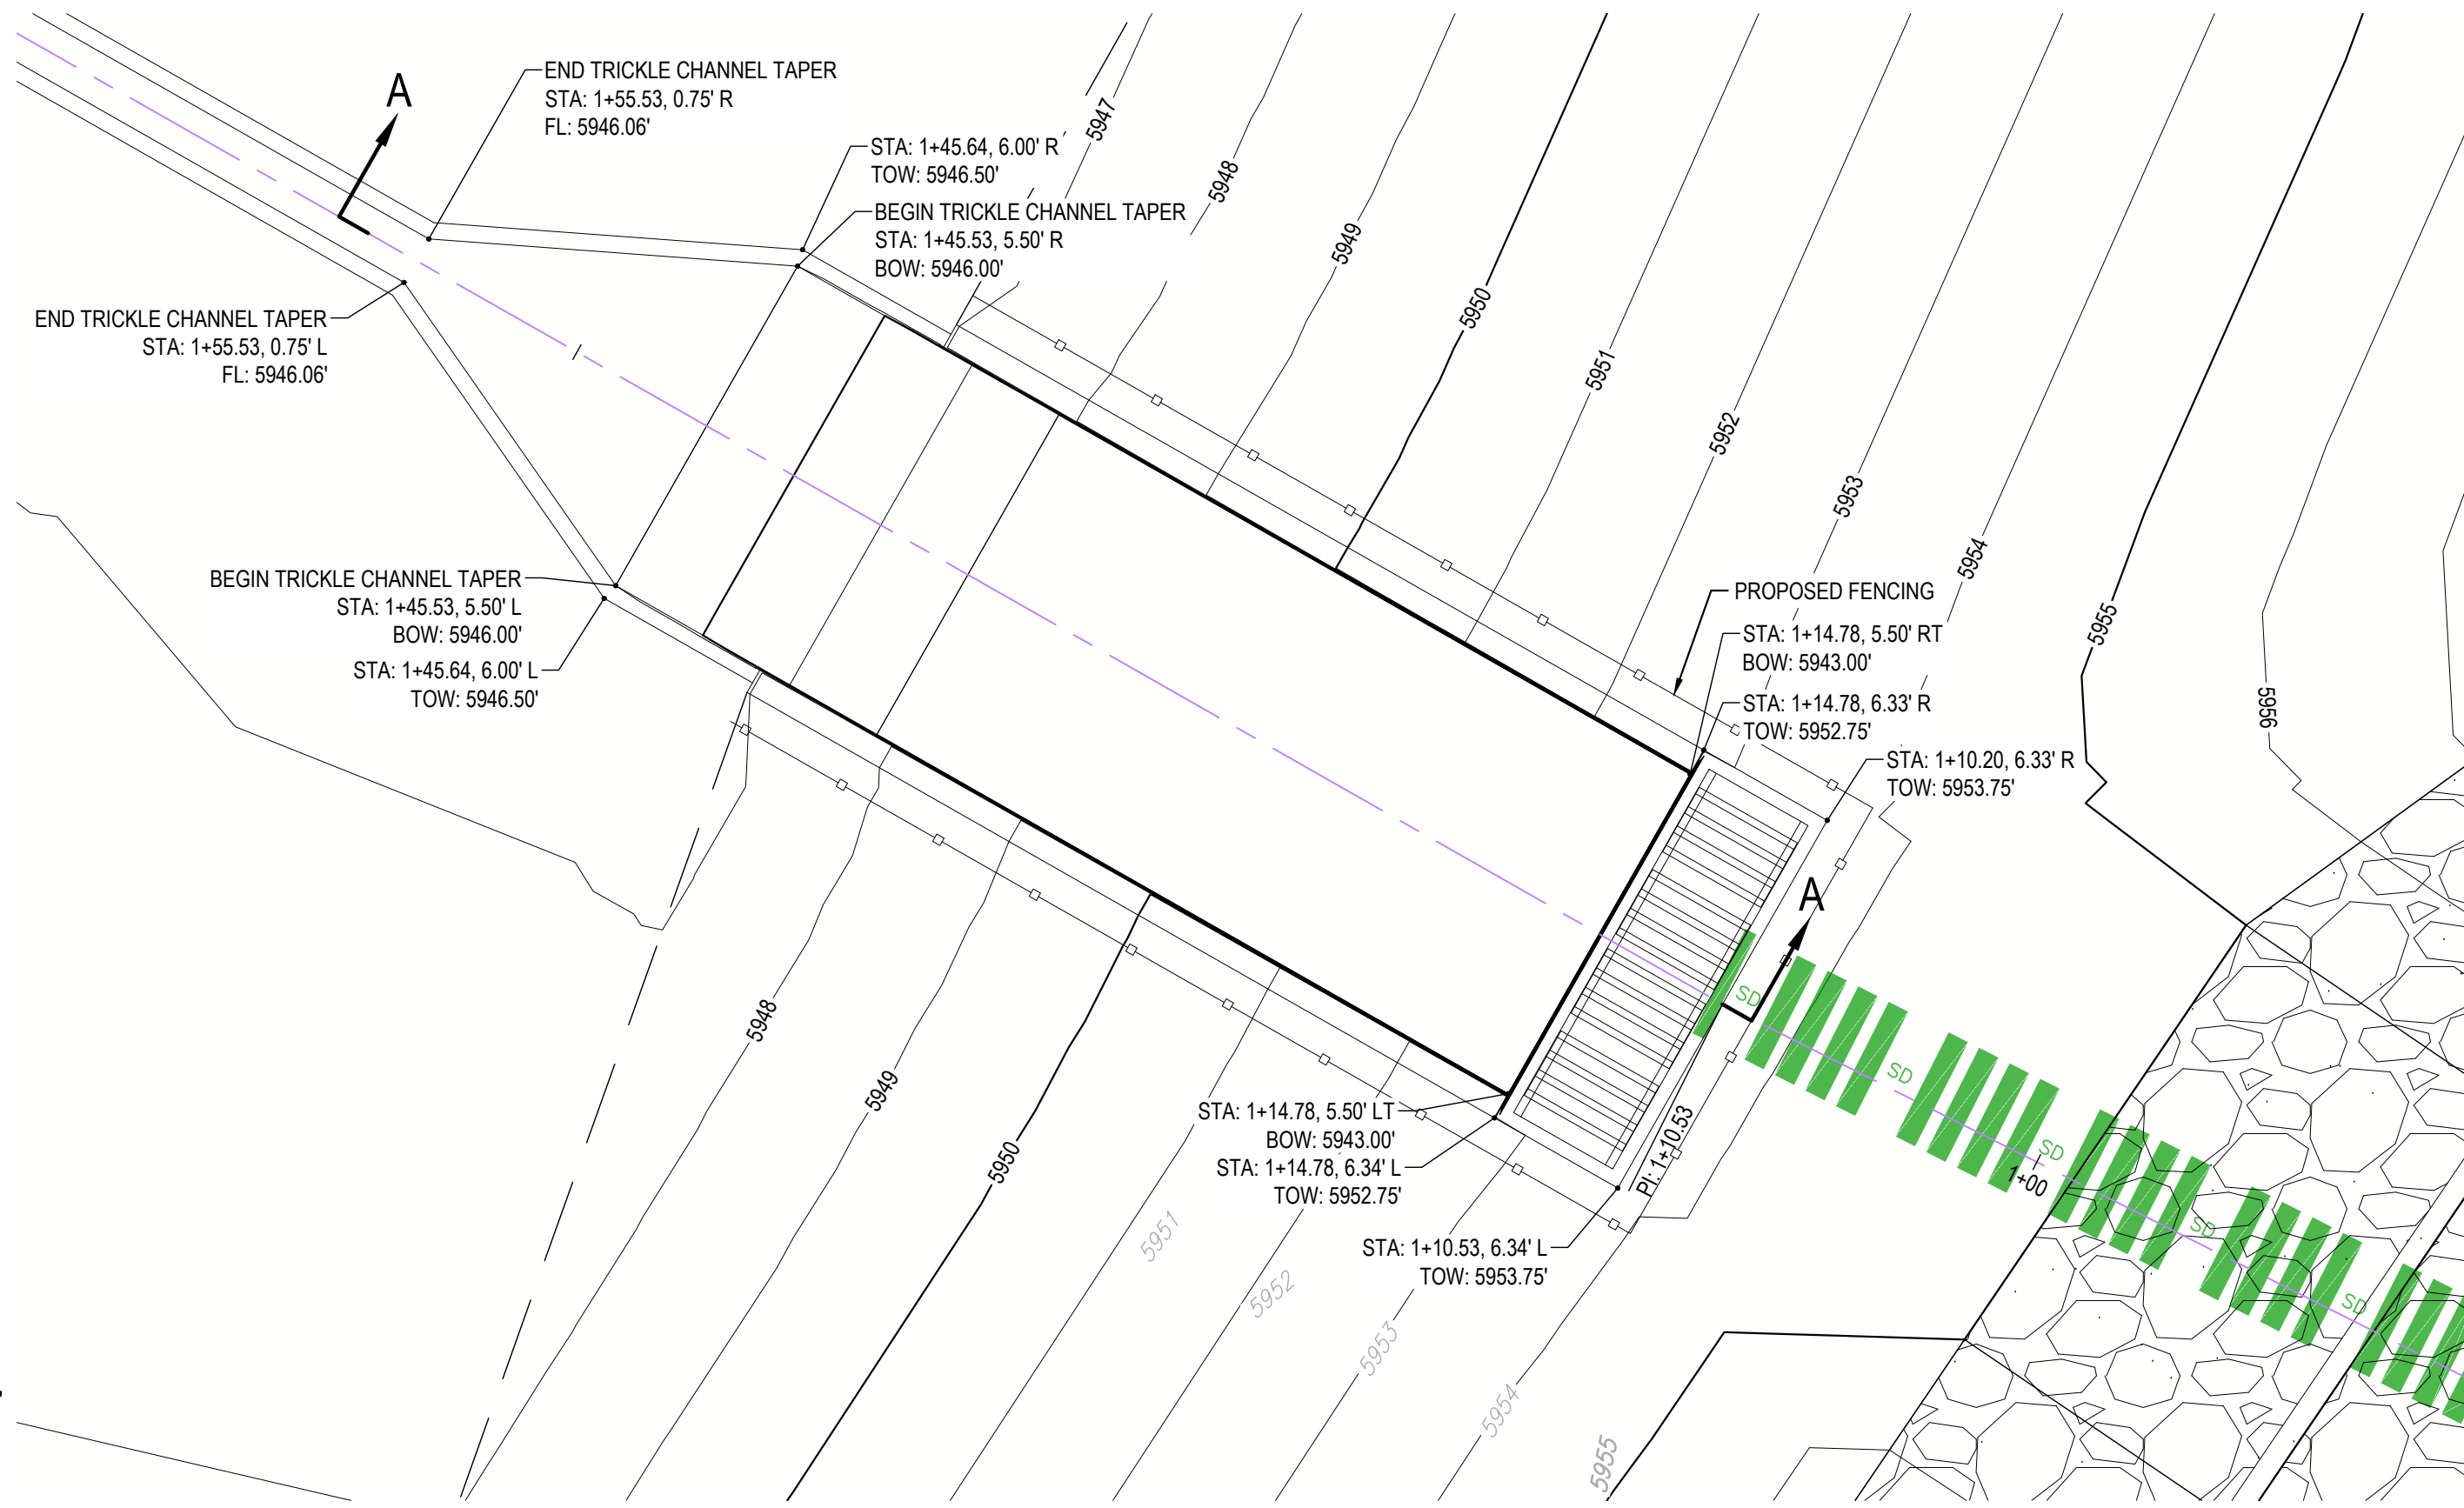 A
END TRICKLE CHANNEL TAPER
STA: 1+55.53, 0.75' R
FL: 5946.06'
STA: 1+45.64, 6.00' R
TOW: 5946.50'
BEGIN TRICKLE CHANNEL TAPER
STA: 1+45.53, 5.50' R
BOW: 5946.00'
5947
5948
5949
5950
5951
5952
5953
5954
5955
5956
END TRICKLE CHANNEL TAPER
STA: 1+55.53, 0.75' L
FL: 5946.06'
BEGIN TRICKLE CHANNEL TAPER
STA: 1+45.53, 5.50' L
BOW: 5946.00'
STA: 1+45.64, 6.00' L
TOW: 5946.50'
PROPOSED FENCING
STA: 1+14.78, 5.50' RT
BOW: 5943.00'
STA: 1+14.78, 6.33' R
TOW: 5952.75'
STA: 1+10.20, 6.33' R
TOW: 5953.75'
A
SD
SD
SD
SD
SD
1+00
PI: 1+10.53
STA: 1+14.78, 5.50' LT
BOW: 5943.00'
STA: 1+14.78, 6.34' L
TOW: 5952.75'
STA: 1+10.53, 6.34' L
TOW: 5953.75'
5948
5949
5950
5951
5952
5953
5954
5955